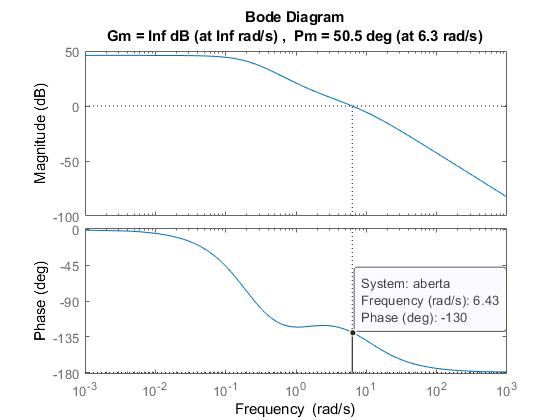 Bode Diagram
Gm = Inf dB (at Inf rad/s) , Pm = 50.5 deg (at 6.3 rad/s)
Magnitude (dB)
50
0
-50
-100
Phase (deg)
0
-45
-90
-135
-180
System: aberta
Frequency (rad/s): 6.43
Phase (deg): -130
10^-3 10^-2 10^-1 10^0 10^1 10^2 10^3
Frequency (rad/s)